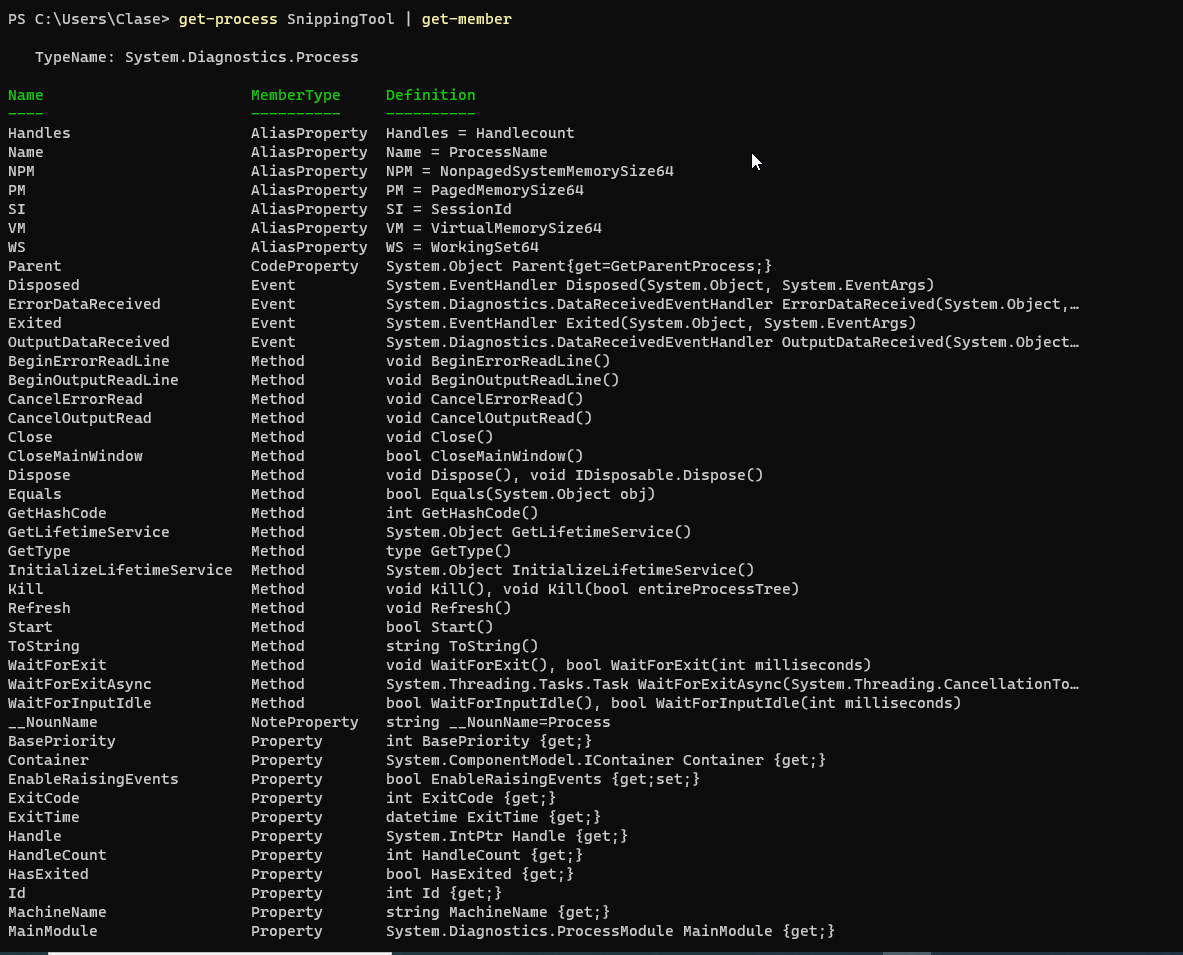 PS C:\Users\Clase> get-process SnippingTool | get-member
TypeName: System.Diagnostics.Process
Name MemberType Definition
---- ---------- ----------
Handles AliasProperty Handles = Handlecount
Name AliasProperty Name = ProcessName
NPM AliasProperty NPM = NonpagedSystemMemorySize64
PM AliasProperty PM = PagedMemorySize64
SI AliasProperty SI = SessionId
VM AliasProperty VM = VirtualMemorySize64
WS AliasProperty WS = WorkingSet64
Parent CodeProperty System.Object Parent{get=GetParentProcess;}
Disposed Event System.EventHandler Disposed(System.Object, System.EventArgs)
ErrorDataReceived Event System.Diagnostics.DataReceivedEventHandler ErrorDataReceived(System.Object,…
Exited Event System.EventHandler Exited(System.Object, System.EventArgs)
OutputDataReceived Event System.Diagnostics.DataReceivedEventHandler OutputDataReceived(System.Object…
BeginErrorReadLine Method void BeginErrorReadLine()
BeginOutputReadLine Method void BeginOutputReadLine()
CancelErrorRead Method void CancelErrorRead()
CancelOutputRead Method void CancelOutputRead()
Close Method void Close()
CloseMainWindow Method bool CloseMainWindow()
Dispose Method void Dispose(), void IDisposable.Dispose()
Equals Method bool Equals(System.Object obj)
GetHashCode Method int GetHashCode()
GetLifetimeService Method System.Object GetLifetimeService()
GetType Method type GetType()
InitializeLifetimeService Method System.Object InitializeLifetimeService()
Kill Method void Kill(), void Kill(bool entireProcessTree)
Refresh Method void Refresh()
Start Method bool Start()
ToString Method string ToString()
WaitForExit Method void WaitForExit(), bool WaitForExit(int milliseconds)
WaitForExitAsync Method System.Threading.Tasks.Task WaitForExitAsync(System.Threading.CancellationTo…
WaitForInputIdle Method bool WaitForInputIdle(), bool WaitForInputIdle(int milliseconds)
__NounName NoteProperty string __NounName=Process
BasePriority Property int BasePriority {get;}
Container Property System.ComponentModel.IContainer Container {get;}
EnableRaisingEvents Property bool EnableRaisingEvents {get;set;}
ExitCode Property int ExitCode {get;}
ExitTime Property datetime ExitTime {get;}
Handle Property System.IntPtr Handle {get;}
HandleCount Property int HandleCount {get;}
HasExited Property bool HasExited {get;}
Id Property int Id {get;}
MachineName Property string MachineName {get;}
MainModule Property System.Diagnostics.ProcessModule MainModule {get;}